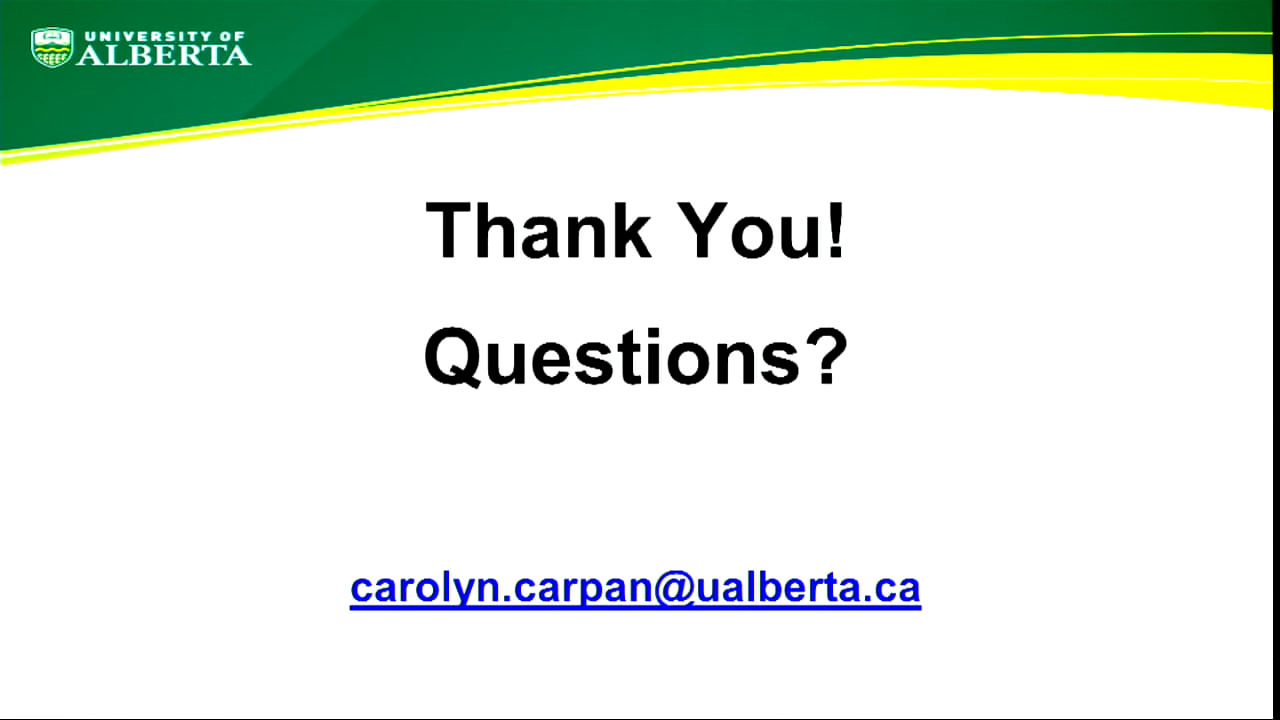 UNIVERSITY OF
ALBERTA
Thank You!
Questions?
carolyn.carpan@ualberta.ca